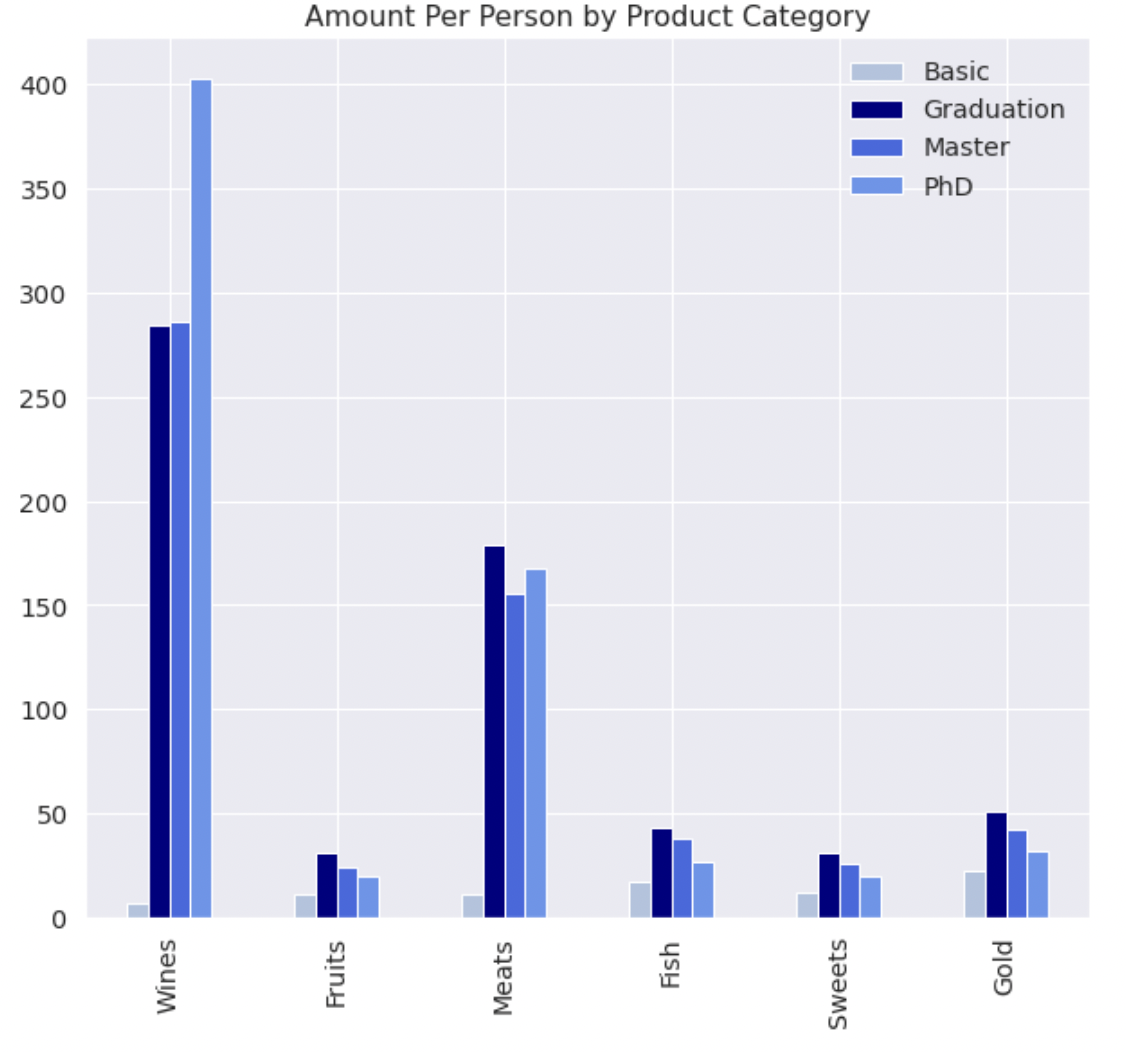 Amount Per Person by Product Category
Basic
Graduation
Master
PhD
400
350
300
250
200
150
100
50
0
Wines
Fruits
Meats
Fish
Sweets
Gold